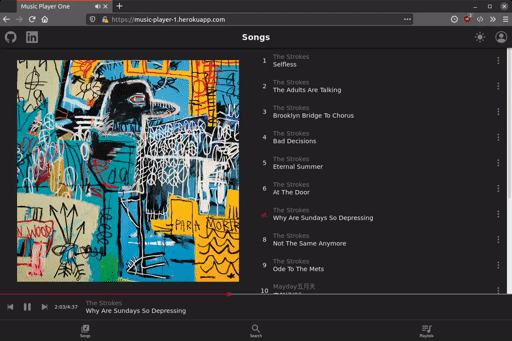 Music Player One
https://music-player-1.herokuapp.com
Songs
1
The Strokes
Selfless
2
The Strokes
The Adults Are Talking
3
The Strokes
Brooklyn Bridge To Chorus
4
The Strokes
Bad Decisions
5
The Strokes
Eternal Summer
6
The Strokes
At The Door
The Strokes
Why Are Sundays So Depressing
8
The Strokes
Not The Same Anymore
9
The Strokes
Ode To The Mets
10
Mayday五月天
PARA MORIR
2:03/4:37
The Strokes
Why Are Sundays So Depressing
Songs
Search
Playlists